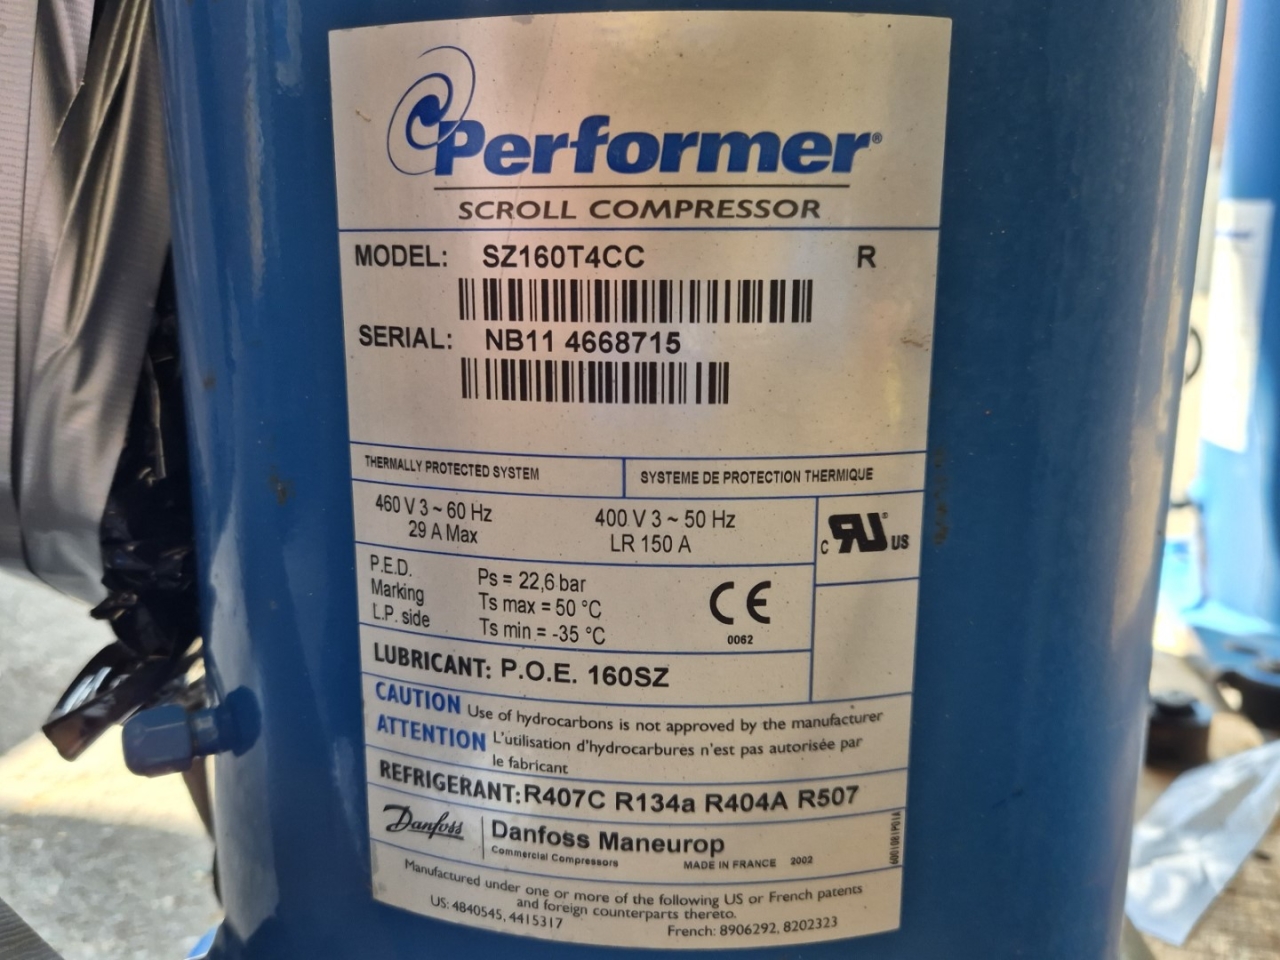 Performer®
SCROLL COMPRESSOR
MODEL: SZ160T4CC R
SERIAL: NB11 4668715
THERMALLY PROTECTED SYSTEM
SYSTEME DE PROTECTION THERMIQUE
460 V 3 ~ 60 Hz
29 A Max
400 V 3 ~ 50 Hz
LR 150 A
c RU® US
P.E.D.
Marking
L.P. side
Ps = 22,6 bar
Ts max = 50 °C
Ts min = -35 °C
CE
0062
LUBRICANT: P.O.E. 160SZ
CAUTION Use of hydrocarbons is not approved by the manufacturer
ATTENTION L'utilisation d'hydrocarbures n'est pas autorisée par
le fabricant
REFRIGERANT: R407C R134a R404A R507
Danfoss
Danfoss Maneurop
Commercial Compressors
MADE IN FRANCE 2002
6001081P01A
Manufactured under one or more of the following US or French patents
and foreign counterparts thereto.
US: 4840545, 4415317
French: 8906292, 8202323